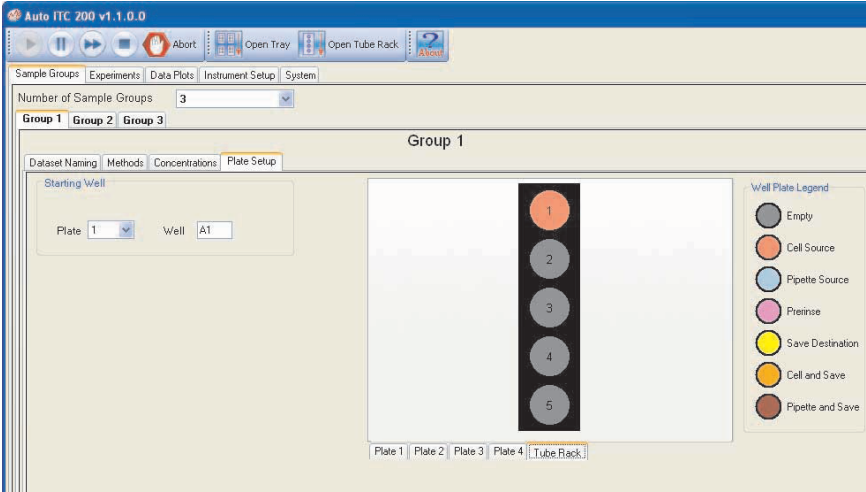 Auto ITC 200 v1.1.0.0
Abort Open Tray Open Tube Rack About
Sample Groups Experiments Data Plots Instrument Setup System
Number of Sample Groups 3
Group 1 Group 2 Group 3
Group 1
Dataset Naming Methods Concentrations Plate Setup
Starting Well
Plate 1 Well A1
1
2
3
4
5
Plate 1 Plate 2 Plate 3 Plate 4 Tube Rack
Well Plate Legend
Empty
Cell Source
Pipette Source
Prerinse
Save Destination
Cell and Save
Pipette and Save